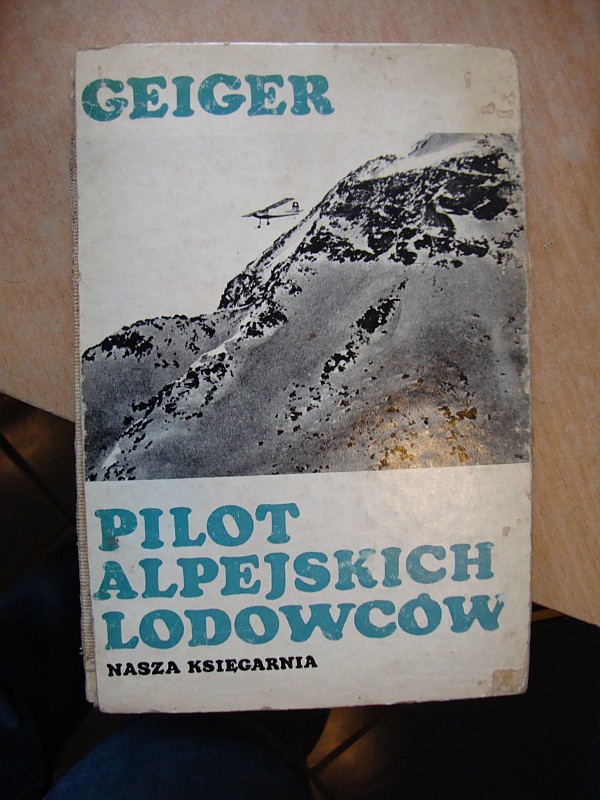 GEIGER
PILOT
ALPEJSKICH
LODOWCÓW
NASZA KSIĘGARNIA